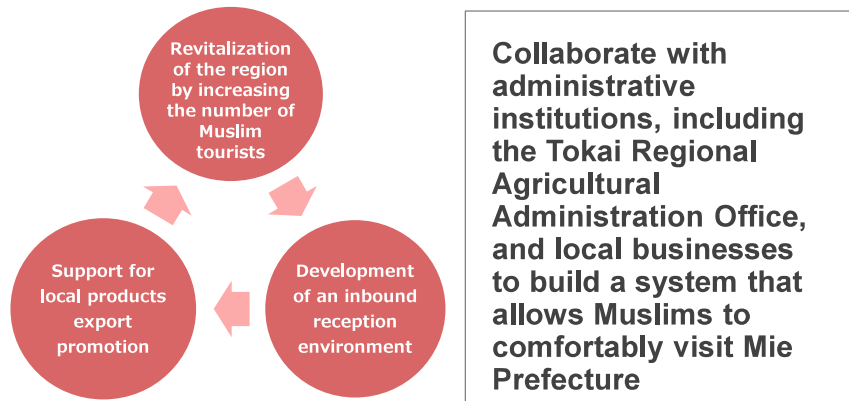 Revitalization
of the region
by increasing
the number of
Muslim
tourists
Support for
local products
export
promotion
Development
of an inbound
reception
environment
Collaborate with
administrative
institutions, including
the Tokai Regional
Agricultural
Administration Office,
and local businesses
to build a system that
allows Muslims to
comfortably visit Mie
Prefecture